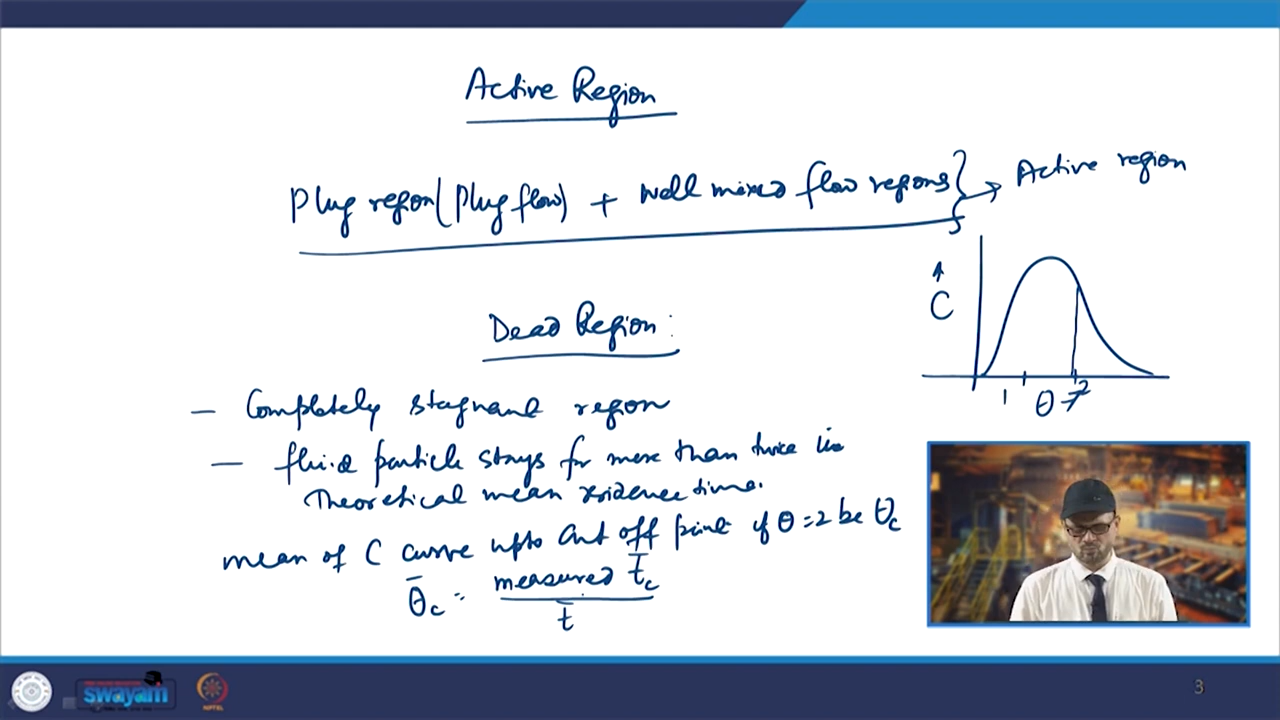 Active Region
Plug region (Plug flow) + Well mixed flow regions} → Active region
C
1 θ → 2
Dead Region :
— Completely stagnant region
— fluid particle stays for more than twice the
theoretical mean residence time.
mean of C curve upto cut off point of θ = 2 be θ̄c
θ̄c = measured t̄c / t̄
swayam
NPTEL
3